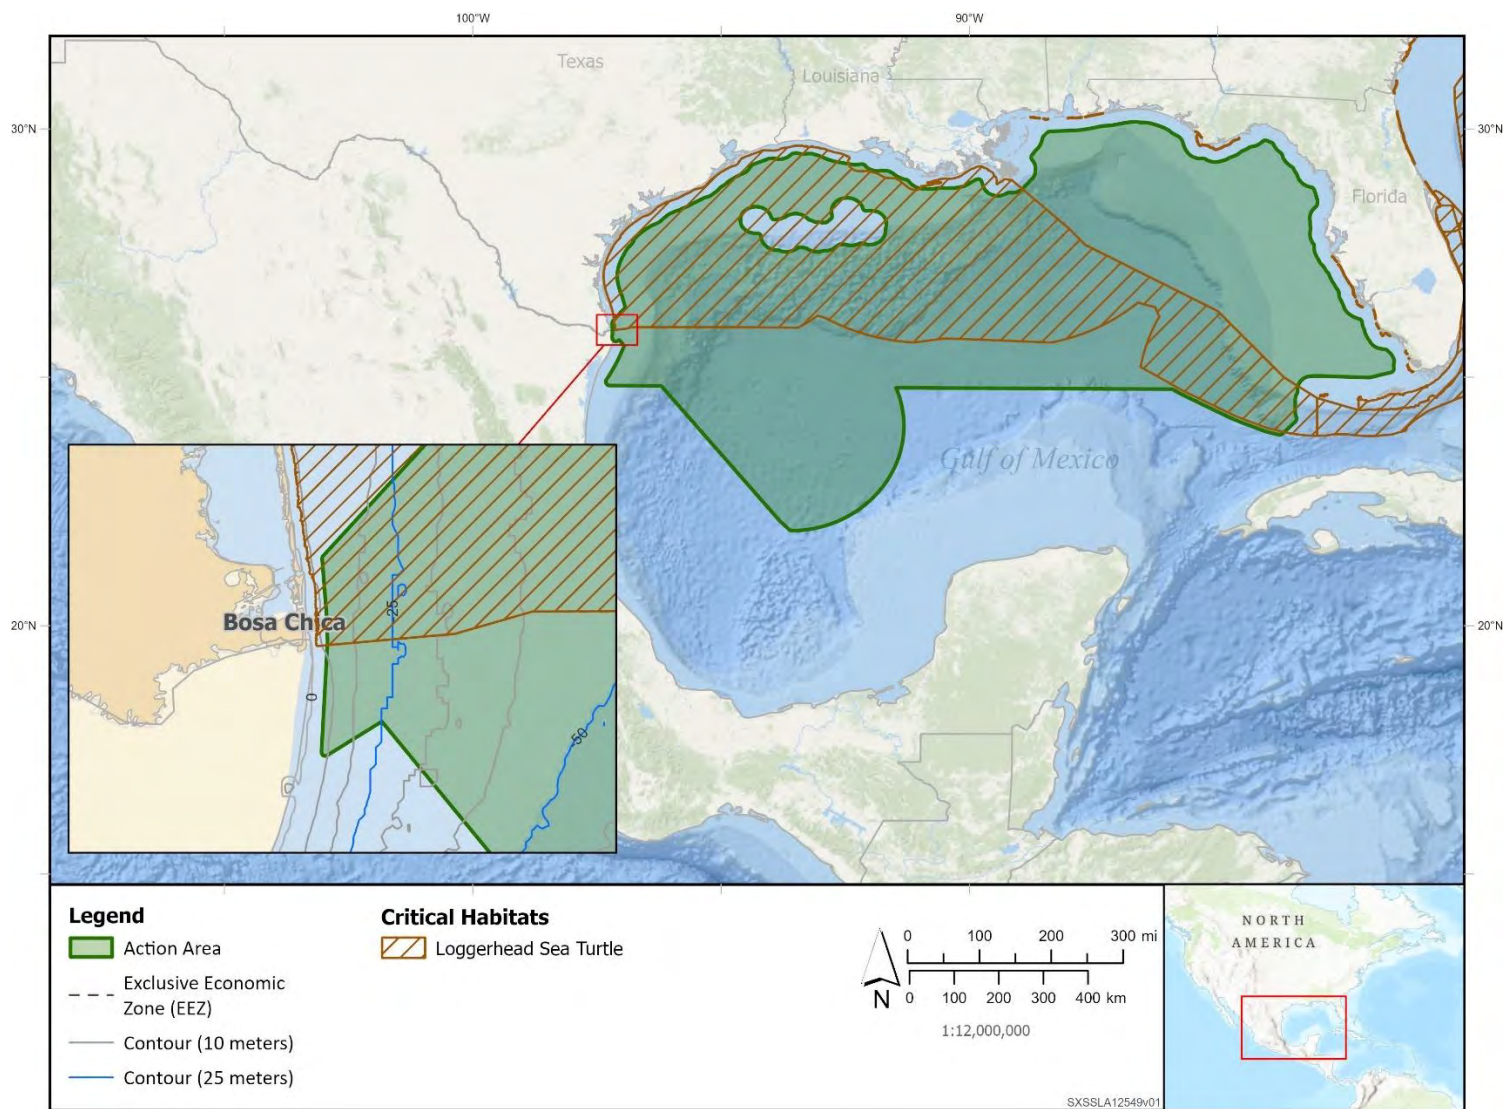 100°W
90°W
Texas
Louisiana
30°N
30°N
Florida
Gulf of Mexico
20°N
20°N
Bosa Chica
25
0
0
-50
Legend
Action Area
Exclusive Economic
Zone (EEZ)
Contour (10 meters)
Contour (25 meters)
Critical Habitats
Loggerhead Sea Turtle
0 100 200 300 mi
0 100 200 300 400 km
N
1:12,000,000
SXSSLA12549v01
NORTH
AMERICA